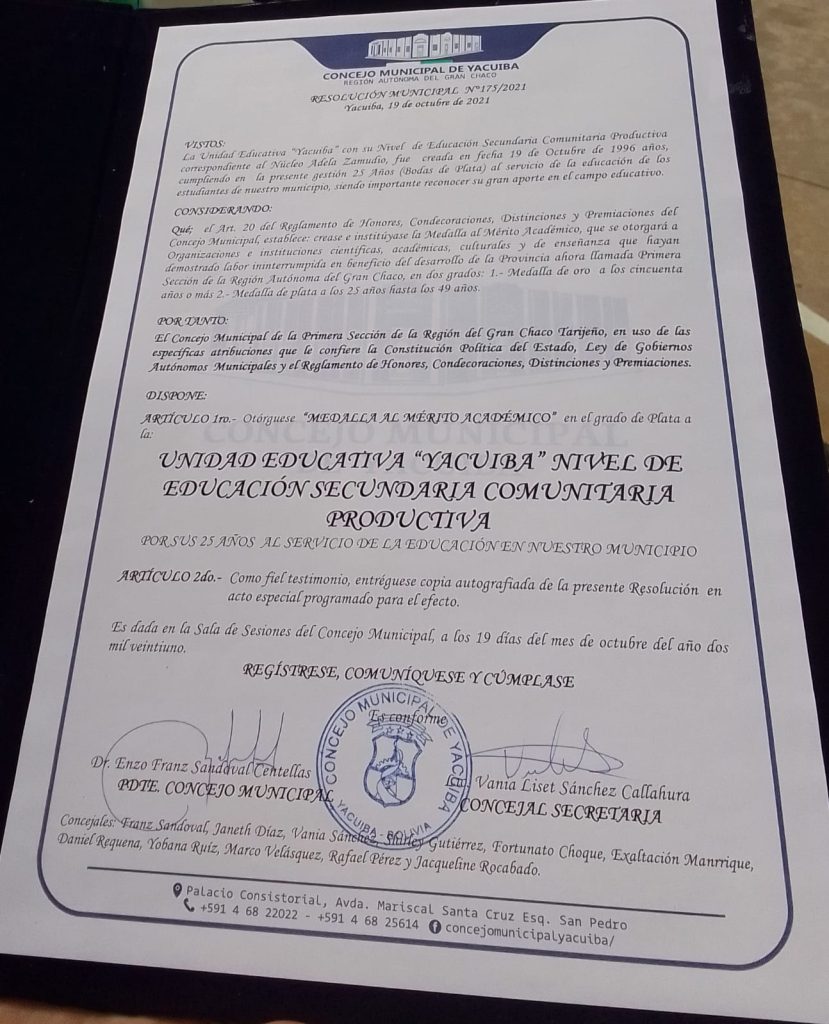 CONCEJO MUNICIPAL DE YACUIBA
REGIÓN AUTÓNOMA DEL GRAN CHACO
RESOLUCIÓN MUNICIPAL Nº175/2021
Yacuiba, 19 de octubre de 2021
VISTOS:
La Unidad Educativa "Yacuiba" con su Nivel de Educación Secundaria Comunitaria Productiva
correspondiente al Núcleo Adela Zamudio, fue creada en fecha 19 de Octubre de 1996 años,
cumpliendo en la presente gestión 25 Años (Bodas de Plata) al servicio de la educación de los
estudiantes de nuestro municipio, siendo importante reconocer su gran aporte en el campo educativo.
CONSIDERANDO:
Qué; el Art. 20 del Reglamento de Honores, Condecoraciones, Distinciones y Premiaciones del
Concejo Municipal, establece: crease e institúyase la Medalla al Mérito Académico, que se otorgará a
Organizaciones e instituciones científicas, académicas, culturales y de enseñanza que hayan
demostrado labor ininterrumpida en beneficio del desarrollo de la Provincia ahora llamada Primera
Sección de la Región Autónoma del Gran Chaco, en dos grados: 1.- Medalla de oro a los cincuenta
años o más 2.- Medalla de plata a los 25 años hasta los 49 años.
POR TANTO:
El Concejo Municipal de la Primera Sección de la Región del Gran Chaco Tarijeño, en uso de las
específicas atribuciones que le confiere la Constitución Política del Estado, Ley de Gobiernos
Autónomos Municipales y el Reglamento de Honores, Condecoraciones, Distinciones y Premiaciones.
DISPONE:
ARTÍCULO 1ro.- Otórguese "MEDALLA AL MÉRITO ACADÉMICO" en el grado de Plata a
la:
CONCEJO MUNICIPAL
UNIDAD EDUCATIVA "YACUIBA" NIVEL DE
EDUCACIÓN SECUNDARIA COMUNITARIA
PRODUCTIVA
POR SUS 25 AÑOS AL SERVICIO DE LA EDUCACIÓN EN NUESTRO MUNICIPIO
ARTÍCULO 2do.- Como fiel testimonio, entréguese copia autografiada de la presente Resolución en
acto especial programado para el efecto.
Es dada en la Sala de Sesiones del Concejo Municipal, a los 19 días del mes de octubre del año dos
mil veintiuno.
REGÍSTRESE, COMUNÍQUESE Y CÚMPLASE
Es conforme
CONCEJO MUNICIPAL DE YACUIBA
YACUIBA - BOLIVIA
Dr. Enzo Franz Sandoval Centellas
PDTE. CONCEJO MUNICIPAL
Vania Liset Sánchez Callahura
CONCEJAL SECRETARIA
Concejales: Franz Sandoval, Janeth Díaz, Vania Sánchez, Shirley Gutiérrez, Fortunato Choque, Exaltación Manrrique,
Daniel Requena, Yobana Ruíz, Marco Velásquez, Rafael Pérez y Jacqueline Rocabado.
Palacio Consistorial, Avda. Mariscal Santa Cruz Esq. San Pedro
+591 4 68 22022 - +591 4 68 25614 concejomunicipalyacuiba/